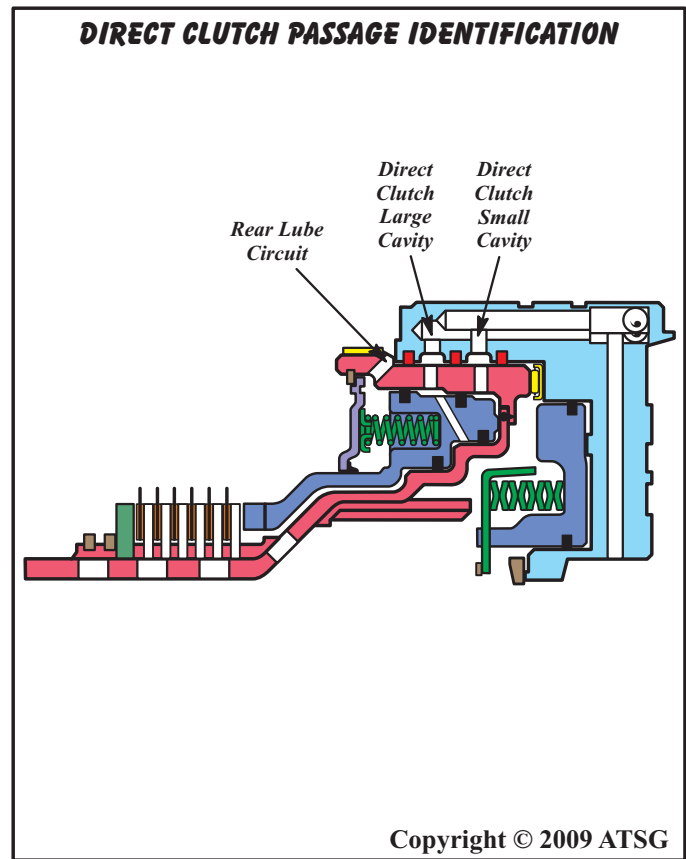 DIRECT CLUTCH PASSAGE IDENTIFICATION
Rear Lube
Circuit
Direct
Clutch
Large
Cavity
Direct
Clutch
Small
Cavity
Copyright © 2009 ATSG